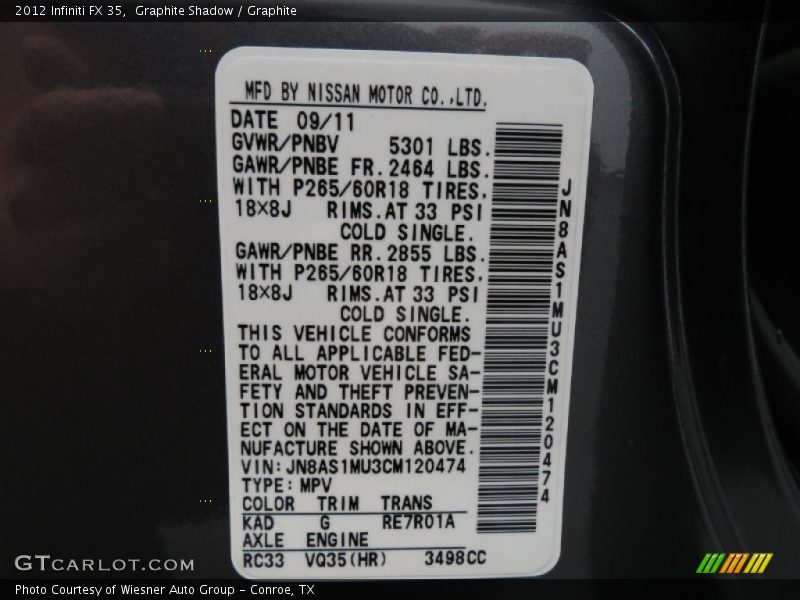 2012 Infiniti FX 35,  Graphite Shadow / Graphite
MFD BY NISSAN MOTOR CO.,LTD.
DATE 09/11
GVWR/PNBV 5301 LBS.
GAWR/PNBE FR. 2464 LBS.
WITH P265/60R18 TIRES,
18×8J RIMS.AT 33 PSI
COLD SINGLE.
GAWR/PNBE RR. 2855 LBS.
WITH P265/60R18 TIRES,
18×8J RIMS.AT 33 PSI
COLD SINGLE.
THIS VEHICLE CONFORMS
TO ALL APPLICABLE FED-
ERAL MOTOR VEHICLE SA-
FETY AND THEFT PREVEN-
TION STANDARDS IN EFF-
ECT ON THE DATE OF MA-
NUFACTURE SHOWN ABOVE.
VIN:JN8AS1MU3CM120474
TYPE:MPV
COLOR TRIM TRANS
KAD G RE7R01A
AXLE ENGINE
RC33 VQ35(HR) 3498CC
JN8AS1MU3CM120474
GTCARLOT.COM
Photo Courtesy of Wiesner Auto Group - Conroe, TX